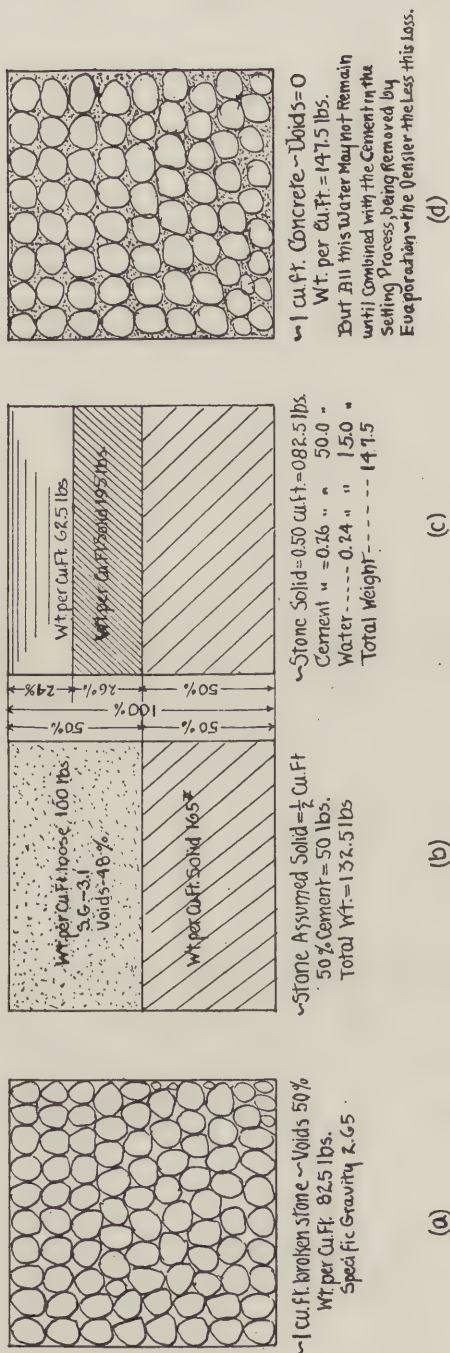 ~1 cu.ft. broken stone ~ Voids 50%
Wt. per Cu.Ft. 82.5 lbs.
Specific Gravity 2.65
(a)
Wt. per Cu.Ft. loose 100 lbs.
S.G-3.1
Voids-48%
Wt. per Cu.Ft. Solid 165#
50%
50%
100%
24%
26%
50%
~Stone Assumed Solid = ½ Cu.Ft
50% Cement = 50 lbs.
Total Wt. = 132.5 lbs
(b)
Wt. per Cu.Ft. 62.5 lbs
Wt. per Cu.Ft. Solid 195 lbs.
~Stone Solid = 0.50 cu.ft. = 082.5 lbs.
Cement " = 0.26 " " 50.0 "
Water ----- 0.24 " " 15.0 "
Total Weight ------- 147.5
(c)
~1 cu.ft. Concrete ~ Voids = 0
Wt. per Cu.Ft. = 147.5 lbs.
But All this Water May not Remain
until Combined with the Cement in the
Setting Process, being Removed by
Evaporation ~ the Densier the Less this Loss.
(d)